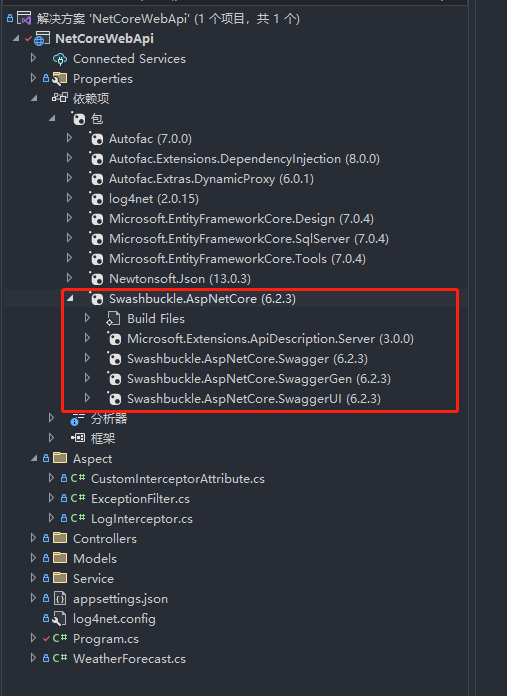 解决方案 'NetCoreWebApi' (1 个项目，共 1 个)
NetCoreWebApi
Connected Services
Properties
依赖项
包
Autofac (7.0.0)
Autofac.Extensions.DependencyInjection (8.0.0)
Autofac.Extras.DynamicProxy (6.0.1)
log4net (2.0.15)
Microsoft.EntityFrameworkCore.Design (7.0.4)
Microsoft.EntityFrameworkCore.SqlServer (7.0.4)
Microsoft.EntityFrameworkCore.Tools (7.0.4)
Newtonsoft.Json (13.0.3)
Swashbuckle.AspNetCore (6.2.3)
Build Files
Microsoft.Extensions.ApiDescription.Server (3.0.0)
Swashbuckle.AspNetCore.Swagger (6.2.3)
Swashbuckle.AspNetCore.SwaggerGen (6.2.3)
Swashbuckle.AspNetCore.SwaggerUI (6.2.3)
分析器
框架
Aspect
C# CustomInterceptorAttribute.cs
C# ExceptionFilter.cs
C# LogInterceptor.cs
Controllers
Models
Service
appsettings.json
log4net.config
C# Program.cs
C# WeatherForecast.cs